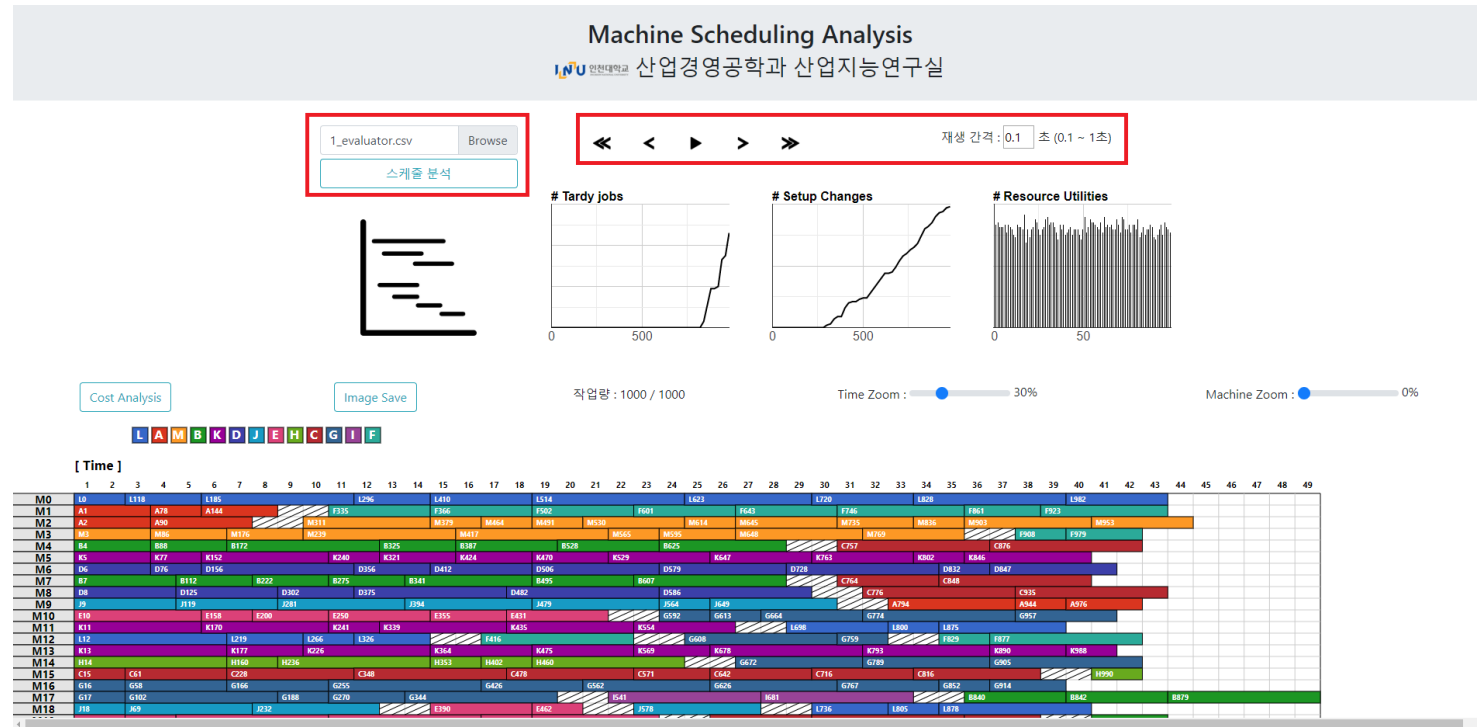 Machine Scheduling Analysis
INU 인천대학교 산업경영공학과 산업지능연구실
1_evaluator.csv Browse
스케줄 분석
재생 간격 : 0.1 초 (0.1 ~ 1초)
# Tardy jobs # Setup Changes # Resource Utilities
0 500 0 500 0 50
Cost Analysis Image Save 작업량 : 1000 / 1000 Time Zoom : 30% Machine Zoom : 0%
L A M B K D J E H C G I F
[ Time ]
1 2 3 4 5 6 7 8 9 10 11 12 13 14 15 16 17 18 19 20 21 22 23 24 25 26 27 28 29 30 31 32 33 34 35 36 37 38 39 40 41 42 43 44 45 46 47 48 49
M0 L0 L118 L185 L296 L410 L514 L623 L720 L828 L982
M1 A1 A78 A144 F335 F366 F502 F601 F643 F746 F861 F923
M2 A2 A90 M311 M379 M464 M491 M530 M614 M645 M735 M836 M903 M953
M3 M3 M86 M176 M239 M417 M565 M595 M648 M769 F908 F979
M4 B4 B88 B172 B325 B387 B528 B625 C757 C876
M5 K5 K77 K152 K240 K321 K424 K470 K529 K647 K763 K802 K846
M6 D6 D76 D156 D356 D412 D506 D579 D728 D832 D847
M7 B7 B112 B222 B275 B341 B495 B607 C764 C848
M8 D8 D125 D302 D375 D482 D586 C776 C935
M9 J9 J119 J281 J394 J479 J564 J649 A794 A944 A976
M10 E10 E158 E200 E250 E355 E431 G592 G613 G664 G774 G957
M11 K11 K170 K241 K339 K435 K554 L698 L800 L875
M12 L12 L219 L266 L326 F416 G608 G759 F829 F877
M13 K13 K177 K226 K364 K475 K569 K678 K793 K890 K988
M14 H14 H160 H236 H353 H402 H460 G672 G789 G905
M15 C15 C61 C228 C348 C478 C571 C642 C716 C816 H990
M16 G16 G58 G166 G255 G426 G562 G626 G767 G852 G914
M17 G17 G102 G188 G270 G344 I541 I681 B840 B842 B879
M18 J18 J69 J232 E390 E462 J578 L736 L805 L878